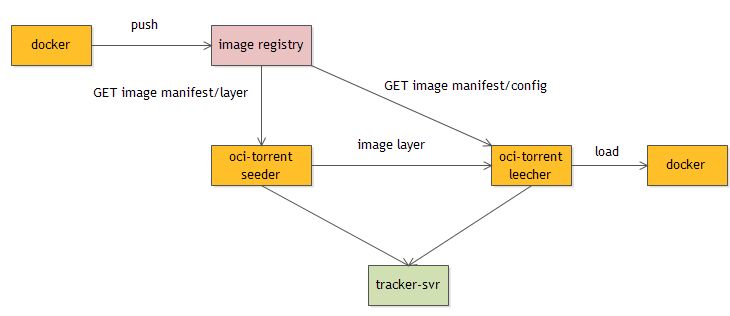 push
docker
image registry
GET image manifest/layer
GET image manifest/config
oci-torrent
seeder
image layer
oci-torrent
leecher
load
docker
tracker-svr